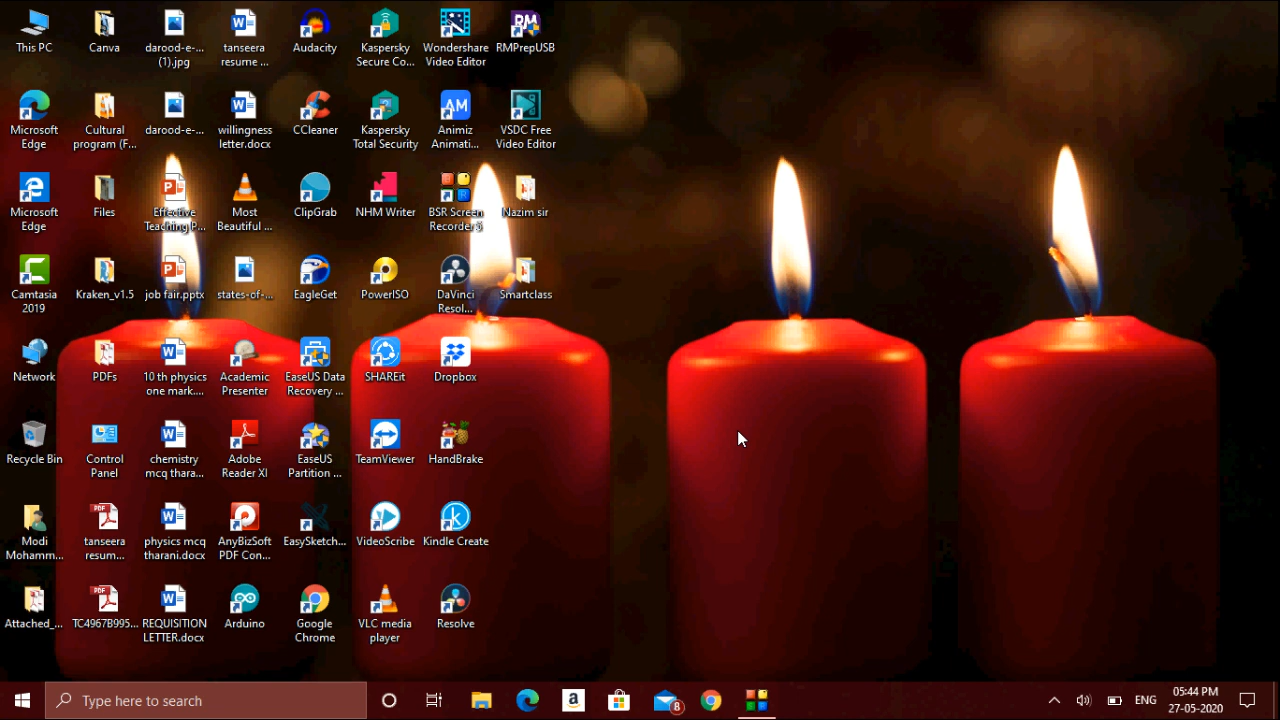 This PC
Canva
darood-e-...
(1).jpg
tanseera
resume ...
Audacity
Kaspersky
Secure Co...
Wondershare
Video Editor
RM
RMPrepUSB
Microsoft
Edge
Cultural
program (F...
darood-e-...
willingness
letter.docx
CCleaner
Kaspersky
Total Security
AM
Animiz
Animati...
VSDC Free
Video Editor
Microsoft
Edge
Files
Effective
Teaching P...
Most
Beautiful ...
ClipGrab
NHM Writer
BSR Screen
Recorder 6
Nazim sir
Camtasia
2019
Kraken_v1.5
job fair.pptx
states-of-...
EagleGet
PowerISO
DaVinci
Resol...
Smartclass
Network
PDFs
10 th physics
one mark....
Academic
Presenter
EaseUS Data
Recovery ...
SHAREit
Dropbox
Recycle Bin
Control
Panel
chemistry
mcq thara...
Adobe
Reader XI
EaseUS
Partition ...
TeamViewer
HandBrake
Modi
Mohamm...
PDF
tanseera
resum...
physics mcq
tharani.docx
AnyBizSoft
PDF Con...
EasySketch...
VideoScribe
Kindle Create
Attached_...
PDF
TC4967B995...
REQUISITION
LETTER.docx
Arduino
Google
Chrome
VLC media
player
Resolve
Type here to search
8
ENG
05:44 PM
27-05-2020